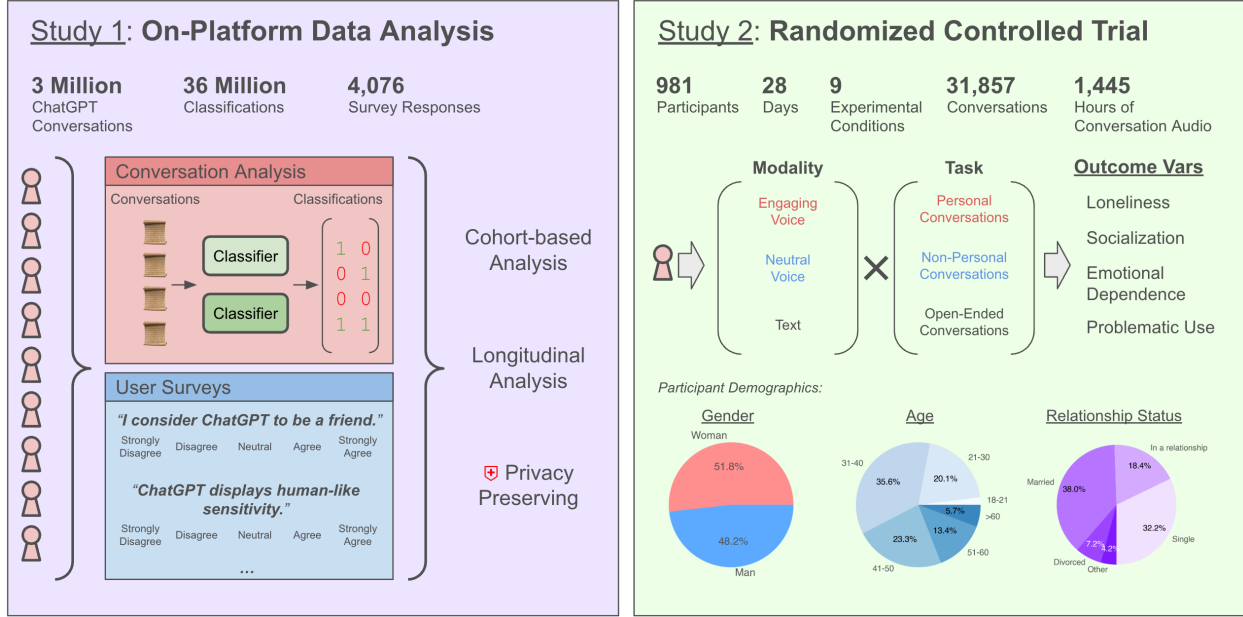 Study 1: On-Platform Data Analysis
3 Million
ChatGPT
Conversations
36 Million
Classifications
4,076
Survey Responses
Conversation Analysis
Conversations
Classifications
Classifier
Classifier
1 0
0 1
0 0
1 1
User Surveys
“I consider ChatGPT to be a friend.”
Strongly
Disagree
Disagree
Neutral
Agree
Strongly
Agree
“ChatGPT displays human-like
sensitivity.”
Strongly
Disagree
Disagree
Neutral
Agree
Strongly
Agree
...
Cohort-based
Analysis
Longitudinal
Analysis
Privacy
Preserving
Study 2: Randomized Controlled Trial
981
Participants
28
Days
9
Experimental
Conditions
31,857
Conversations
1,445
Hours of
Conversation Audio
Modality
Engaging
Voice
Neutral
Voice
Text
Task
Personal
Conversations
Non-Personal
Conversations
Open-Ended
Conversations
Outcome Vars
Loneliness
Socialization
Emotional
Dependence
Problematic Use
Participant Demographics:
Gender
Woman
51.8%
48.2%
Man
Age
31-40
21-30
35.6%
20.1%
18-21
5.7%
>60
13.4%
23.3%
51-60
41-50
Relationship Status
In a relationship
18.4%
Married
38.0%
32.2%
Single
7.2%
4.2%
Divorced
Other